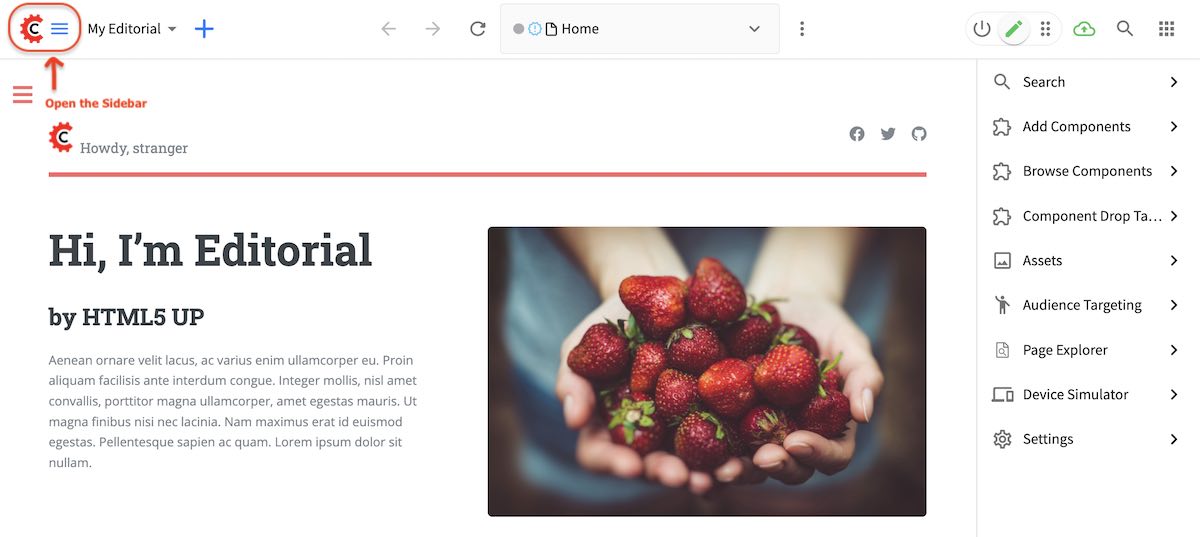 C
My Editorial
Home
Open the Sidebar
C
Howdy, stranger
Hi, I'm Editorial
by HTML5 UP
Aenean ornare velit lacus, ac varius enim ullamcorper eu. Proin
aliquam facilisis ante interdum congue. Integer mollis, nisl amet
convallis, porttitor magna ullamcorper, amet egestas mauris. Ut
magna finibus nisi nec lacinia. Nam maximus erat id euismod
egestas. Pellentesque sapien ac quam. Lorem ipsum dolor sit
nullam.
Search
Add Components
Browse Components
Component Drop Ta...
Assets
Audience Targeting
Page Explorer
Device Simulator
Settings